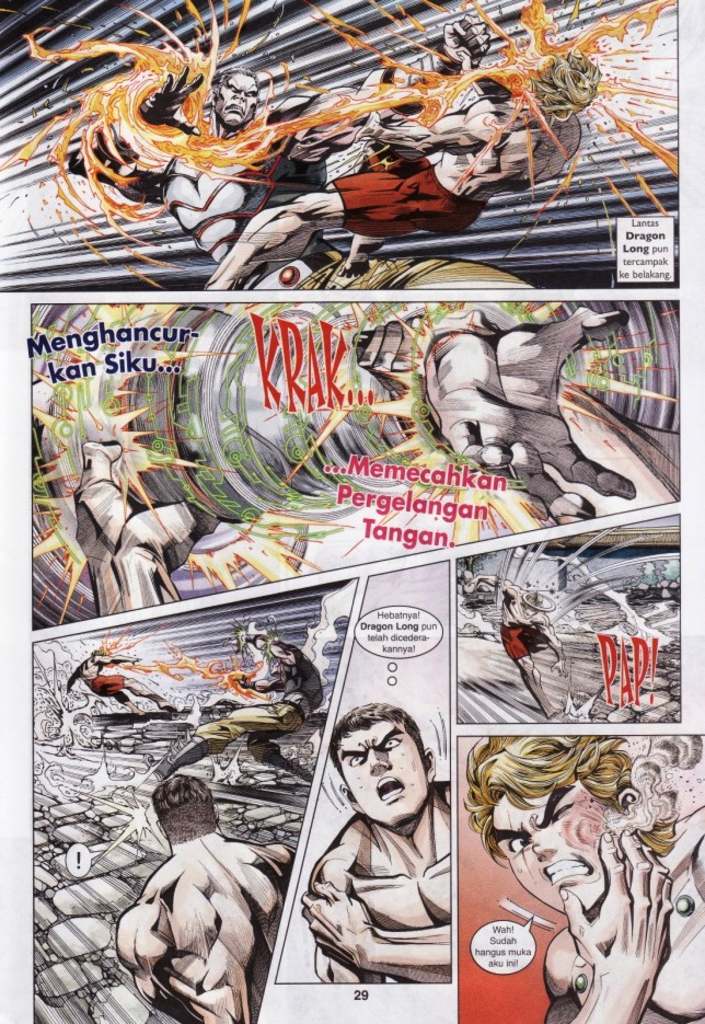 Lantas
Dragon
Long pun
tercampak
ke belakang.
Menghancur-
kan Siku...
KRAK...
...Memecahkan
Pergelangan
Tangan.
Hebatnya!
Dragon Long pun
telah dicedera-
kannya!
PAP!
!
Wah!
Sudah
hangus muka
aku ini!
29